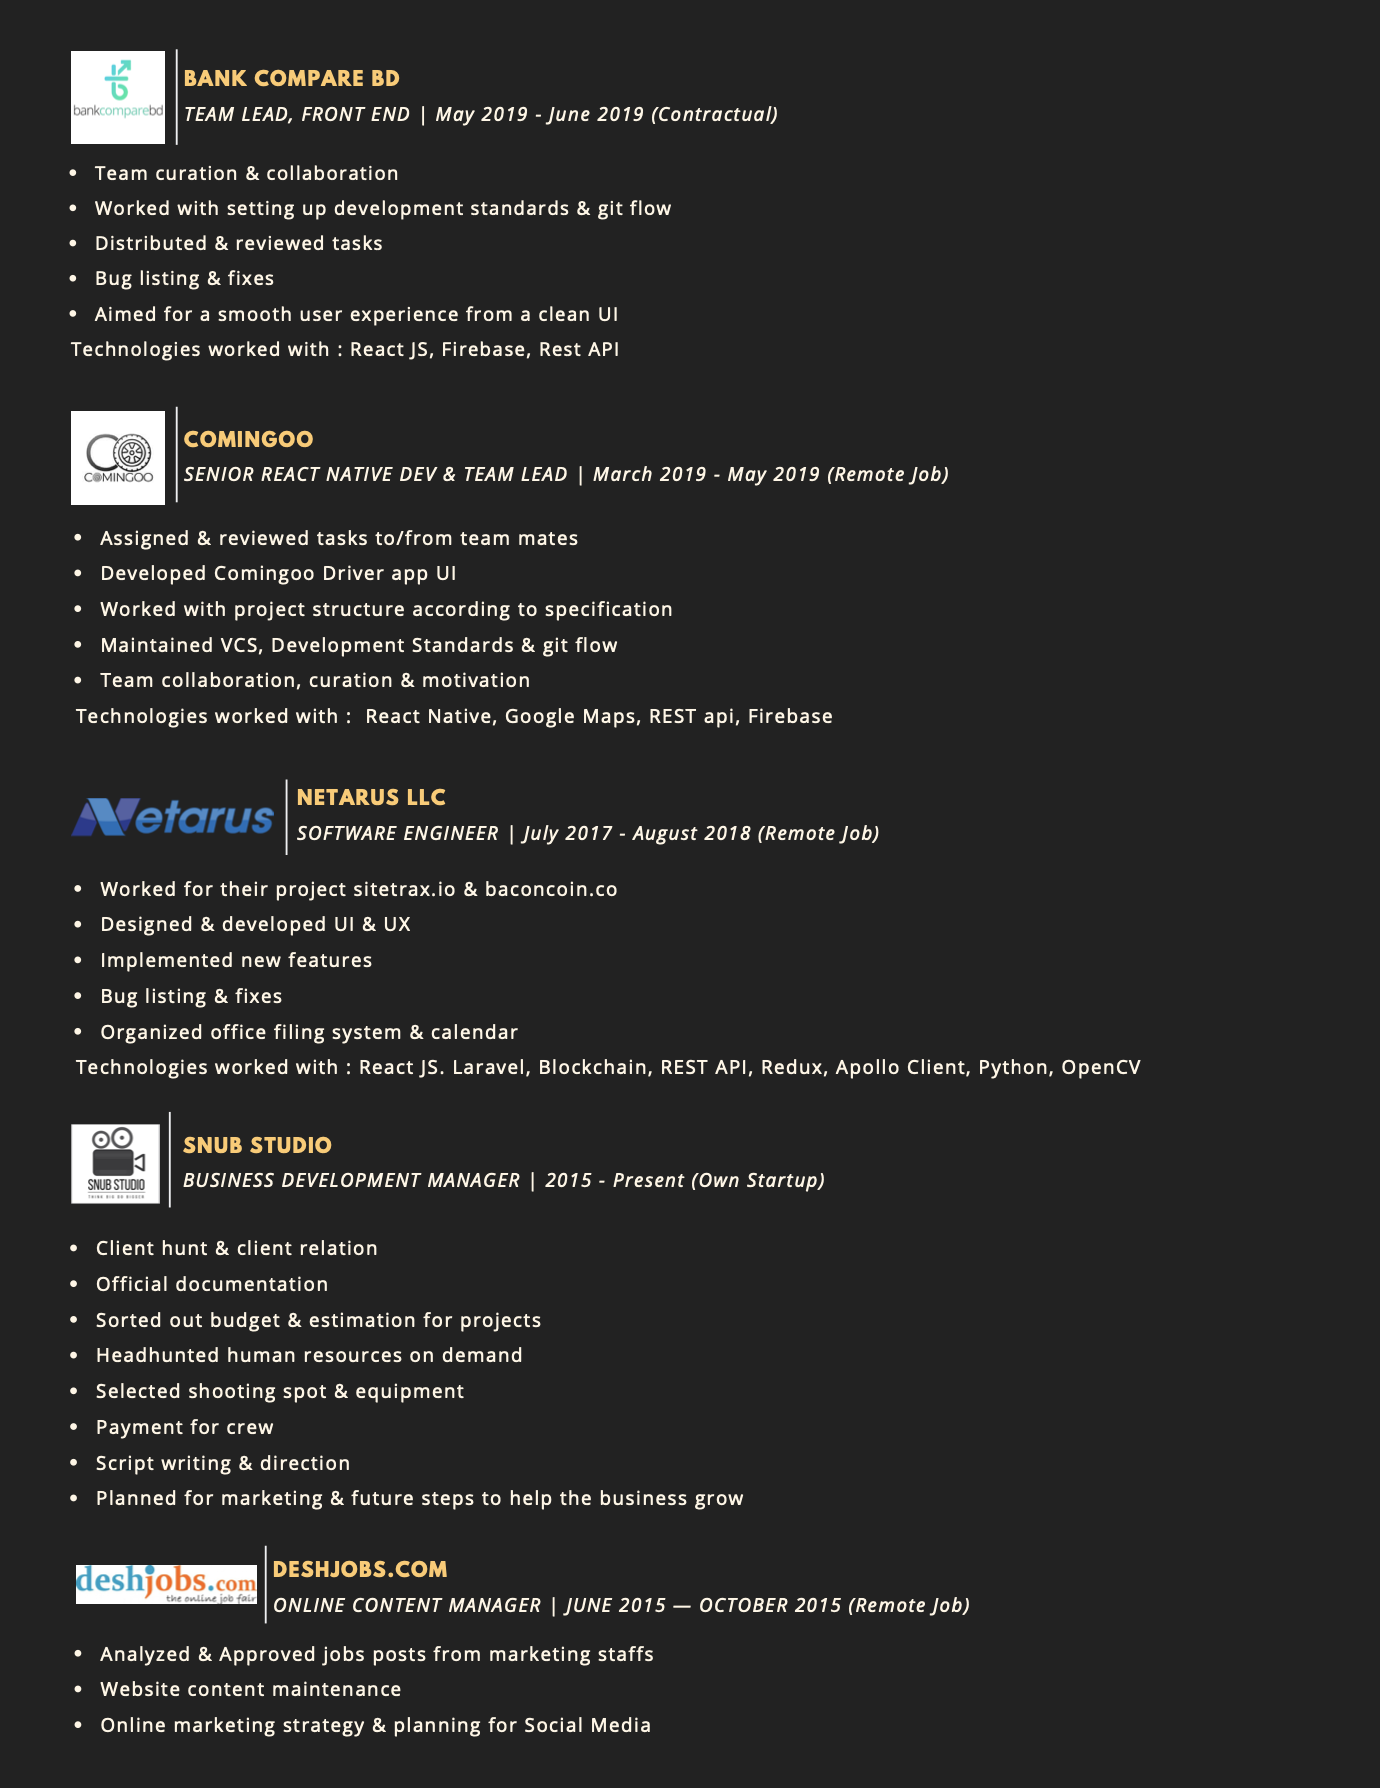 bankcomparebd
BANK COMPARE BD
TEAM LEAD, FRONT END | May 2019 - June 2019 (Contractual)
• Team curation & collaboration
• Worked with setting up development standards & git flow
• Distributed & reviewed tasks
• Bug listing & fixes
• Aimed for a smooth user experience from a clean UI
Technologies worked with : React JS, Firebase, Rest API
COMINGOO
COMINGOO
SENIOR REACT NATIVE DEV & TEAM LEAD | March 2019 - May 2019 (Remote Job)
• Assigned & reviewed tasks to/from team mates
• Developed Comingoo Driver app UI
• Worked with project structure according to specification
• Maintained VCS, Development Standards & git flow
• Team collaboration, curation & motivation
Technologies worked with :  React Native, Google Maps, REST api, Firebase
Netarus
NETARUS LLC
SOFTWARE ENGINEER | July 2017 - August 2018 (Remote Job)
• Worked for their project sitetrax.io & baconcoin.co
• Designed & developed UI & UX
• Implemented new features
• Bug listing & fixes
• Organized office filing system & calendar
Technologies worked with : React JS. Laravel, Blockchain, REST API, Redux, Apollo Client, Python, OpenCV
SNUB STUDIO
THINK BIG OR BIGGER
SNUB STUDIO
BUSINESS DEVELOPMENT MANAGER | 2015 - Present (Own Startup)
• Client hunt & client relation
• Official documentation
• Sorted out budget & estimation for projects
• Headhunted human resources on demand
• Selected shooting spot & equipment
• Payment for crew
• Script writing & direction
• Planned for marketing & future steps to help the business grow
deshjobs.com
the online job fair
DESHJOBS.COM
ONLINE CONTENT MANAGER | JUNE 2015 — OCTOBER 2015 (Remote Job)
• Analyzed & Approved jobs posts from marketing staffs
• Website content maintenance
• Online marketing strategy & planning for Social Media